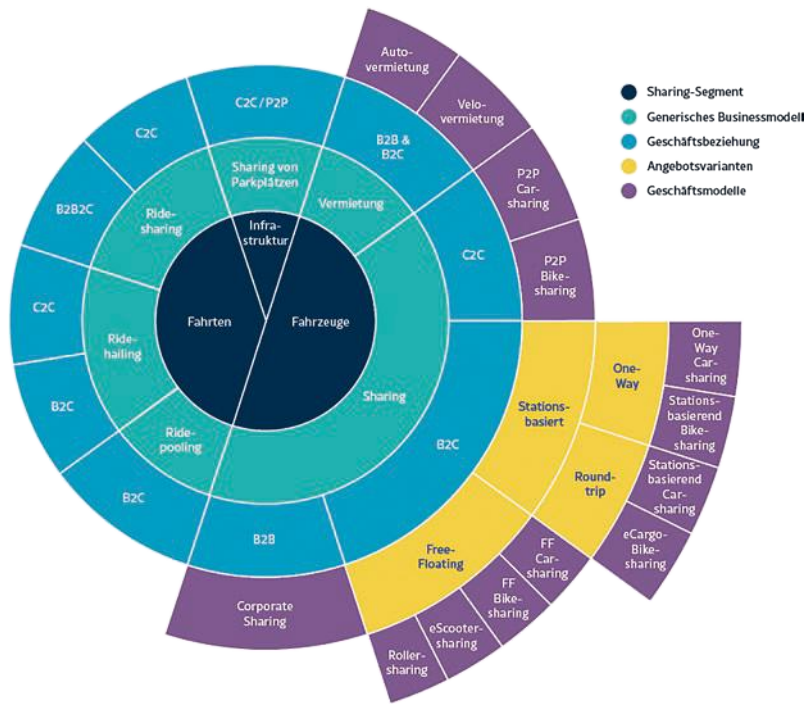 Auto-
vermietung
Velo-
vermietung
P2P
Car-
sharing
P2P
Bike-
sharing
Sharing-Segment
Generisches Businessmodell
Geschäftsbeziehung
Angebotsvarianten
Geschäftsmodelle
C2C / P2P
B2B &
B2C
C2C
C2C
B2B2C
C2C
B2C
B2C
B2B
B2C
Sharing von
Parkplätzen
Vermietung
Ride-
sharing
Ride-
hailing
Ride-
pooling
Sharing
Infra-
struktur
Fahrten
Fahrzeuge
Stations-
basiert
One-
Way
Round-
trip
Free-
Floating
One-
Way
Car-
sharing
Stations-
basierend
Bike-
sharing
Stations-
basierend
Car-
sharing
eCargo-
Bike-
sharing
FF
Car-
sharing
FF
Bike-
sharing
eScooter-
sharing
Roller-
sharing
Corporate
Sharing